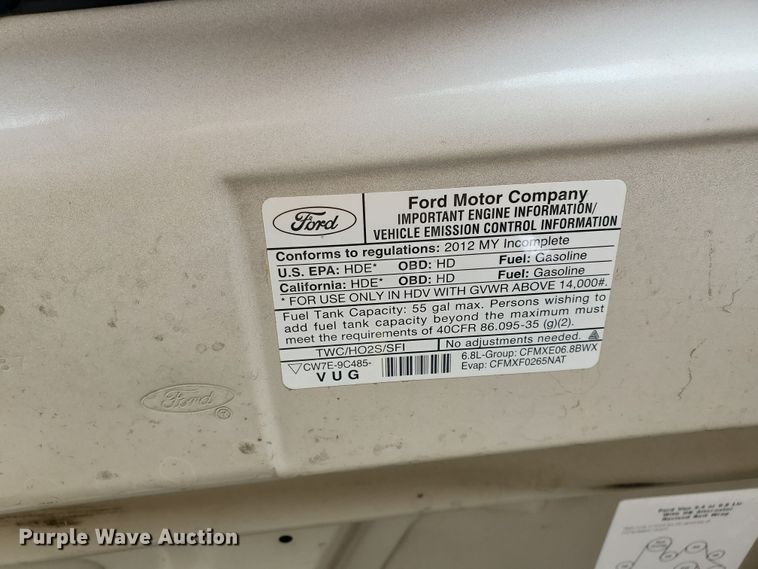 Ford
Ford Motor Company
IMPORTANT ENGINE INFORMATION/
VEHICLE EMISSION CONTROL INFORMATION
Conforms to regulations: 2012 MY Incomplete
U.S. EPA: HDE* OBD: HD Fuel: Gasoline
California: HDE* OBD: HD Fuel: Gasoline
*FOR USE ONLY IN HDV WITH GVWR ABOVE 14,000#.
Fuel Tank Capacity: 55 gal max. Persons wishing to
add fuel tank capacity beyond the maximum must
meet the requirements of 40CFR 86.095-35 (g)(2).
TWC/HO2S/SFI No adjustments needed.
CW7E-9C485-
VUG
6.8L-Group: CFMXE06.8BWX
Evap: CFMXF0265NAT
Ford ®
Purple Wave Auction®